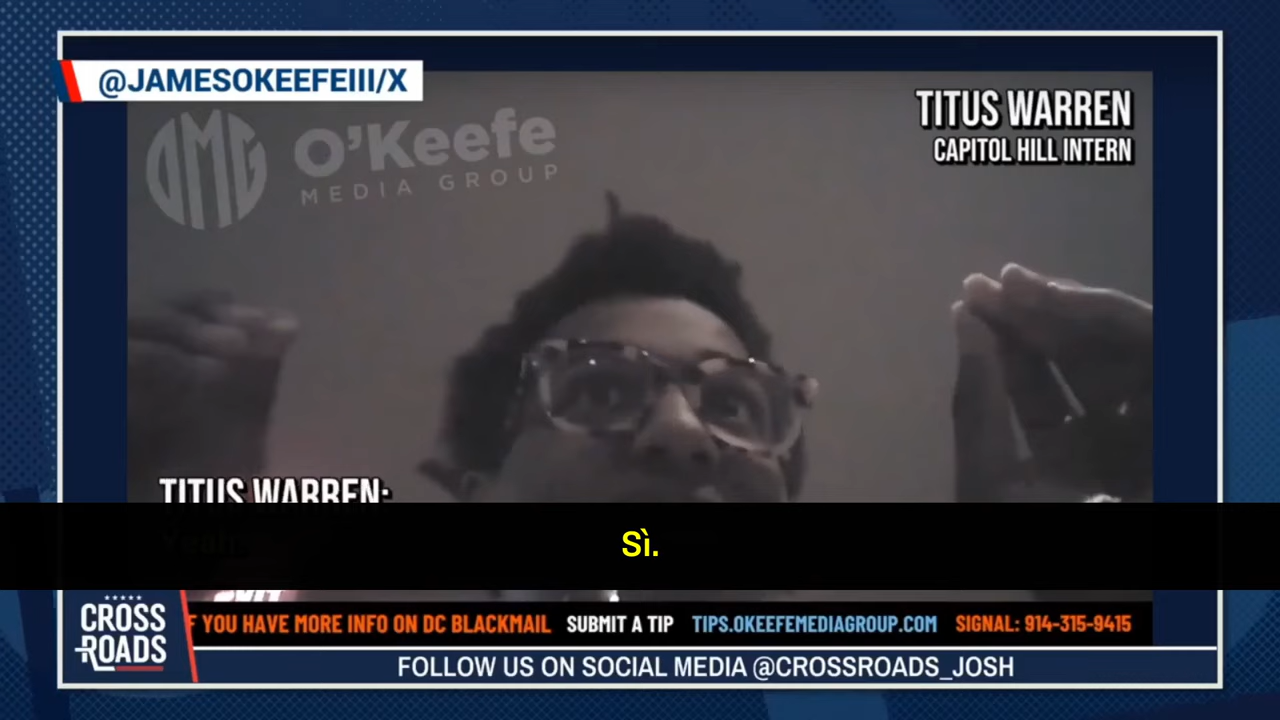 @JAMESOKEEFEIII/X
OMG
O'Keefe
MEDIA GROUP
TITUS WARREN
CAPITOL HILL INTERN
TITUS WARREN:
Yeah
Sì.
CROSS
ROADS
F YOU HAVE MORE INFO ON DC BLACKMAIL SUBMIT A TIP TIPS.OKEEFEMEDIAGROUP.COM SIGNAL: 914-315-9415
FOLLOW US ON SOCIAL MEDIA @CROSSROADS_JOSH